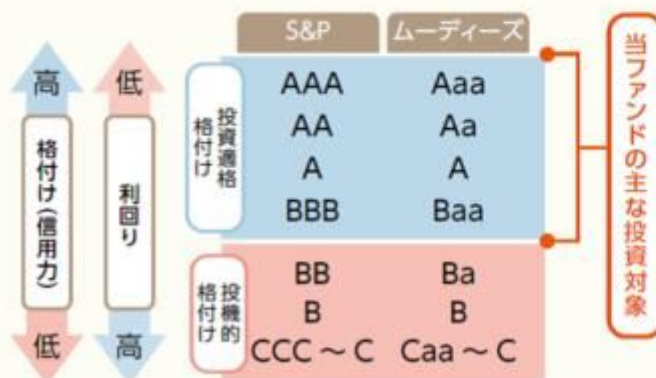 S&P ムーディーズ
高
格付け(信用力)
低
低
利回り
高
投資適格
格付け
AAA Aaa
AA Aa
A A
BBB Baa
投機的
格付け
BB Ba
B B
CCC ～ C Caa ～ C
当ファンドの主な投資対象